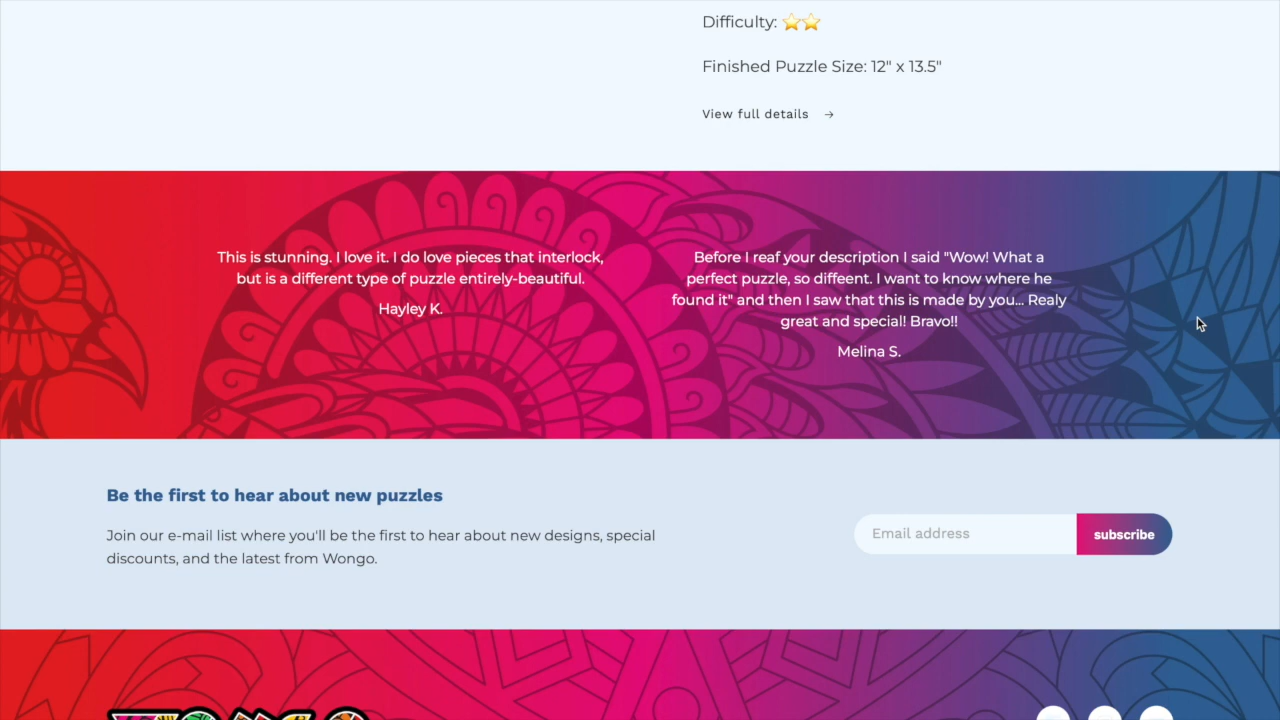 Difficulty: ⭐⭐
Finished Puzzle Size: 12" x 13.5"
View full details →
This is stunning. I love it. I do love pieces that interlock,
but is a different type of puzzle entirely-beautiful.
Hayley K.
Before I reaf your description I said "Wow! What a
perfect puzzle, so diffeent. I want to know where he
found it" and then I saw that this is made by you... Realy
great and special! Bravo!!
Melina S.
Be the first to hear about new puzzles
Join our e-mail list where you'll be the first to hear about new designs, special
discounts, and the latest from Wongo.
Email address
subscribe